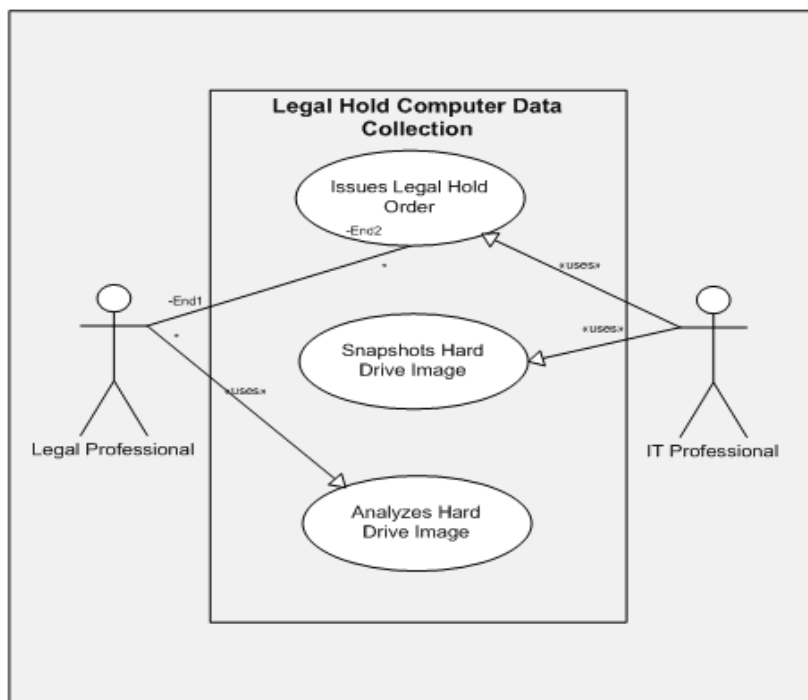 Legal Hold Computer Data
Collection
Issues Legal Hold
Order
-End2
*
«uses»
-End1
*
«uses»
Snapshots Hard
Drive Image
«uses»
Legal Professional
IT Professional
Analyzes Hard
Drive Image